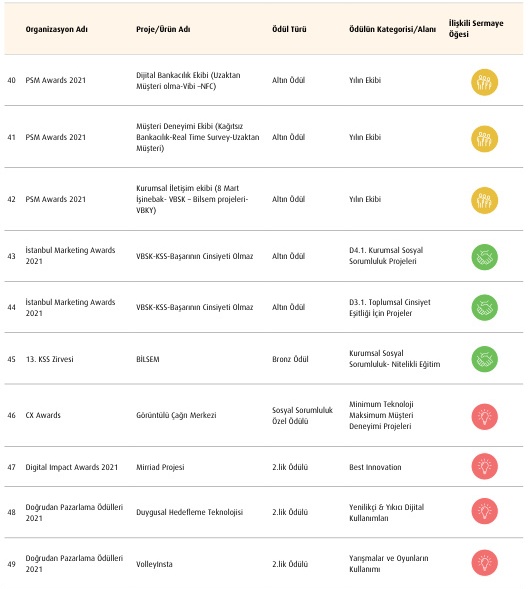 Organizasyon Adı Proje/Ürün Adı Ödül Türü Ödülün Kategorisi/Alanı İlişkili Sermaye
Öğesi
40 PSM Awards 2021 Dijital Bankacılık Ekibi (Uzaktan
Müşteri olma-Vibi –NFC) Altın Ödül Yılın Ekibi
41 PSM Awards 2021 Müşteri Deneyimi Ekibi (Kağıtsız
Bankacılık-Real Time Survey-Uzaktan
Müşteri) Altın Ödül Yılın Ekibi
42 PSM Awards 2021 Kurumsal İletişim ekibi (8 Mart
İşinebak- VBSK – Bilsem projeleri-
VBKY) Altın Ödül Yılın Ekibi
43 İstanbul Marketing Awards
2021 VBSK-KSS-Başarının Cinsiyeti Olmaz Altın Ödül D4.1. Kurumsal Sosyal
Sorumluluk Projeleri
44 İstanbul Marketing Awards
2021 VBSK-KSS-Başarının Cinsiyeti Olmaz Altın Ödül D3.1. Toplumsal Cinsiyet
Eşitliği İçin Projeler
45 13. KSS Zirvesi BİLSEM Bronz Ödül Kurumsal Sosyal
Sorumluluk- Nitelikli Eğitim
46 CX Awards Görüntülü Çağrı Merkezi Sosyal Sorumluluk
Özel Ödülü Minimum Teknoloji
Maksimum Müşteri
Deneyimi Projeleri
47 Digital Impact Awards 2021 Mirriad Projesi 2.lik Ödülü Best Innovation
48 Doğrudan Pazarlama Ödülleri
2021 Duygusal Hedefleme Teknolojisi 2.lik Ödülü Yenilikçi & Yıkıcı Dijital
Kullanımları
49 Doğrudan Pazarlama Ödülleri
2021 VolleyInsta 2.lik Ödülü Yarışmalar ve Oyunların
Kullanımı